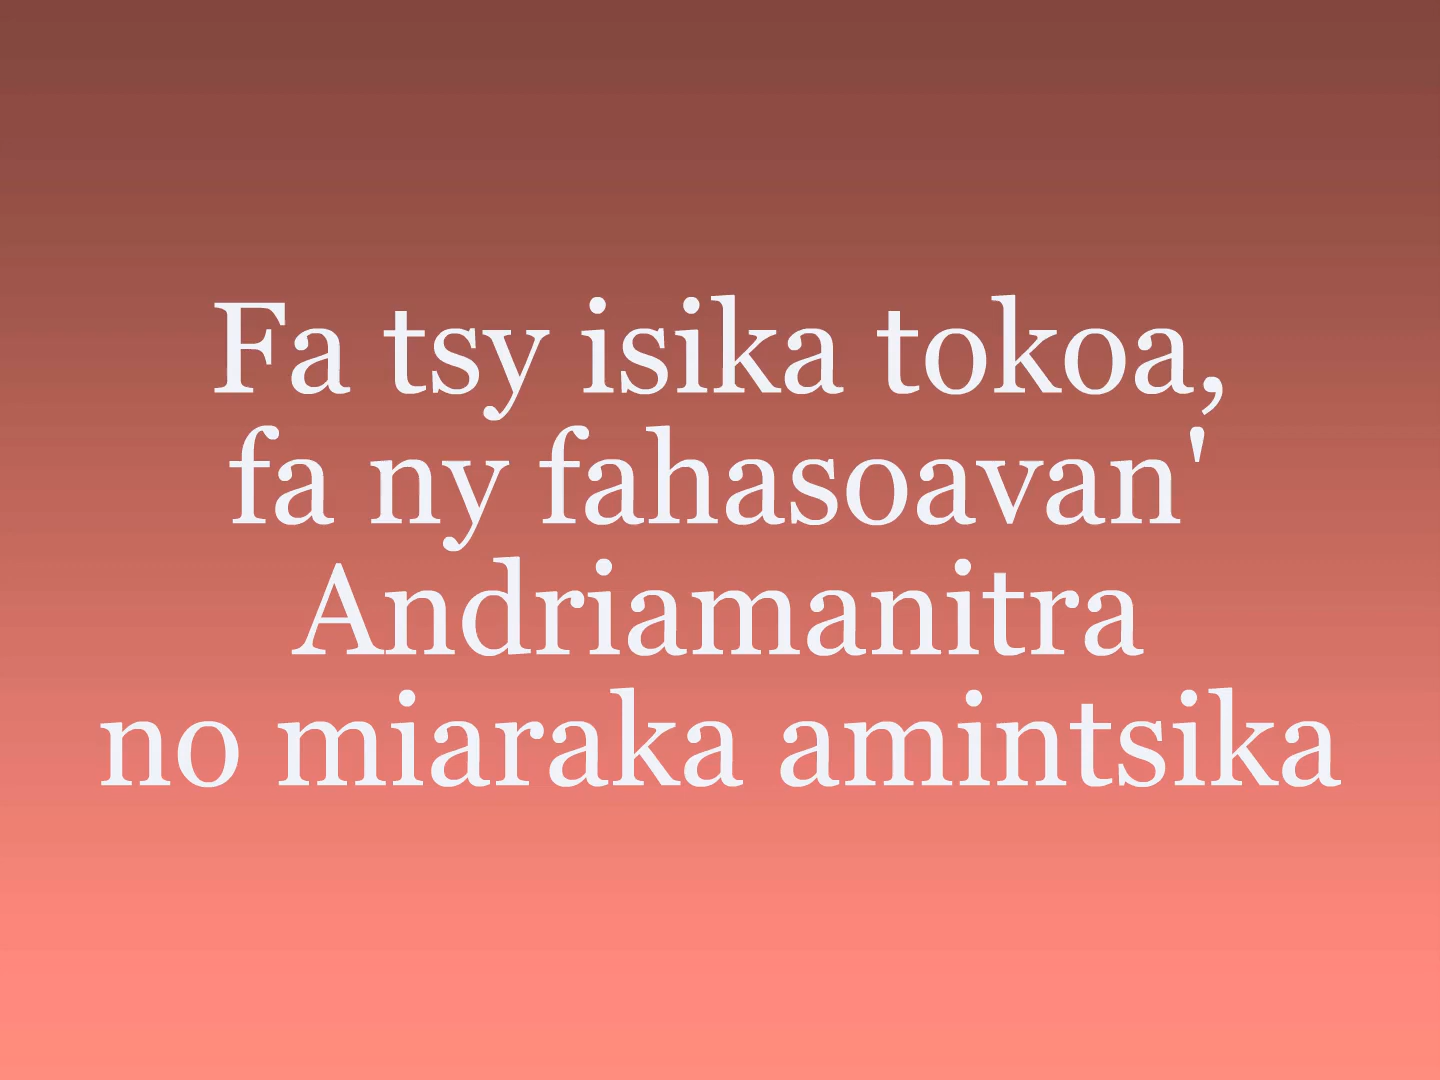 Fa tsy isika tokoa,
fa ny fahasoavan'
Andriamanitra
no miaraka amintsika